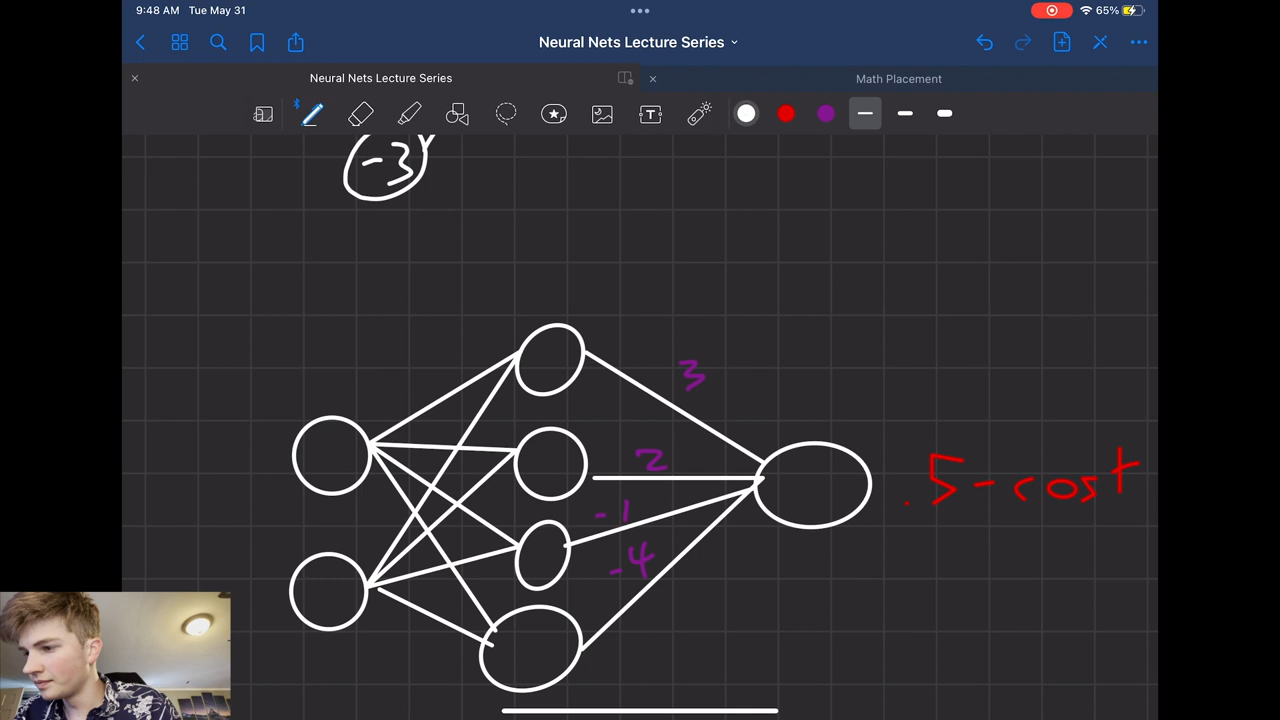 9:48 AM Tue May 31
65%
Neural Nets Lecture Series
Neural Nets Lecture Series
Math Placement
T
-3
3
2
-1
-4
.5 - cost